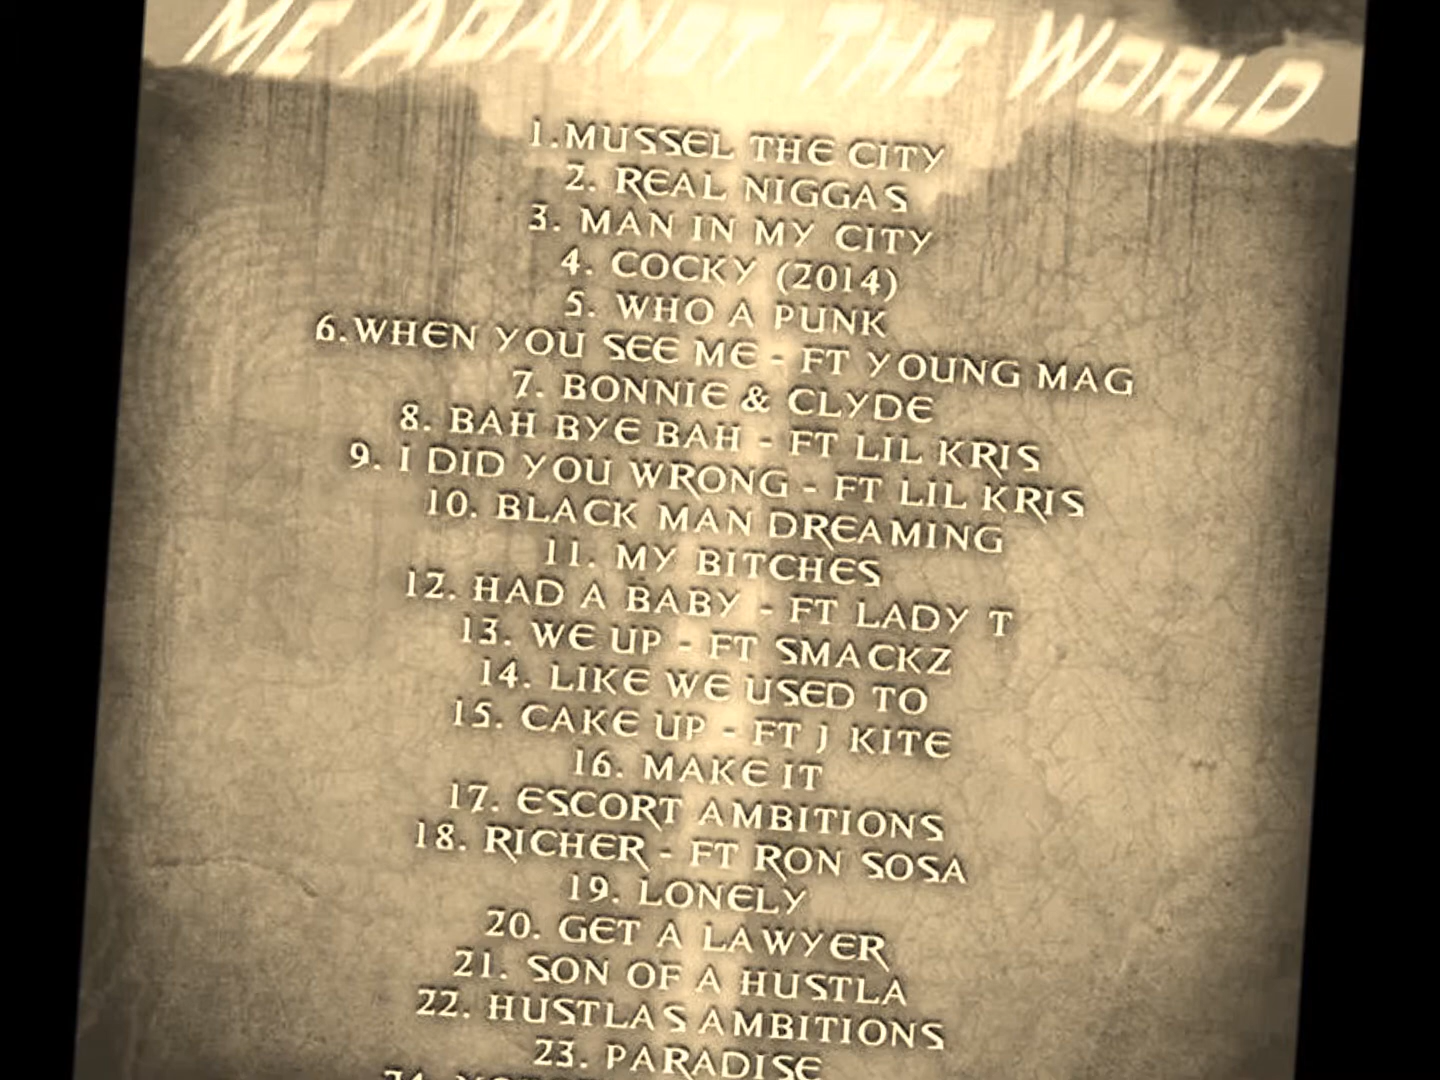 ME AGAINST THE WORLD
1.MUSSEL THE CITY
2. REAL NIGGAS
3. MAN IN MY CITY
4. COCKY (2014)
5. WHO A PUNK
6.WHEN YOU SEE ME - FT YOUNG MAG
7. BONNIE & CLYDE
8. BAH BYE BAH - FT LIL KRIS
9. I DID YOU WRONG - FT LIL KRIS
10. BLACK MAN DREAMING
11. MY BITCHES
12. HAD A BABY - FT LADY T
13. WE UP - FT SMACKZ
14. LIKE WE USED TO
15. CAKE UP - FT J KITE
16. MAKE IT
17. ESCORT AMBITIONS
18. RICHER - FT RON SOSA
19. LONELY
20. GET A LAWYER
21. SON OF A HUSTLA
22. HUSTLAS AMBITIONS
23. PARADISE